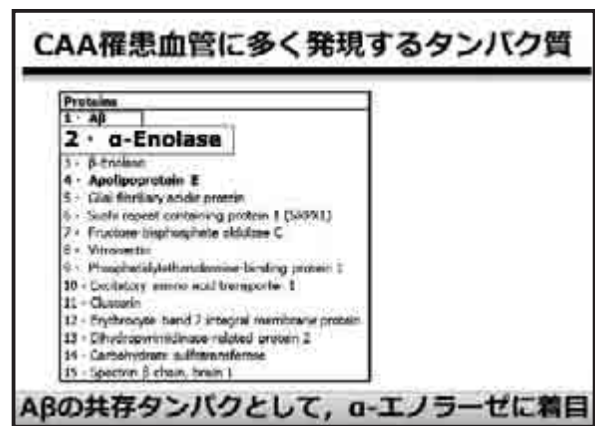 CAA罹患血管に多く発現するタンパク質
Proteins
1・ Aβ
2・ α-Enolase
3・ β-Enolase
4・ Apolipoprotein E
5・ Glial fibrillary acidic protein
6・ Sushi repeat containing protein 1 (SRPX1)
7・ Fructose-bisphosphate aldolase C
8・ Vitronectin
9・ Phosphatidylethanolamine-binding protein 1
10・ Excitatory amino acid transporter 1
11・ Clusterin
12・ Erythrocyte band 7 integral membrane protein
13・ Dihydropyrimidinase-related protein 2
14・ Carbohydrate sulfotransferase
15・ Spectrin β chain, brain 1
Aβの共存タンパクとして，α-エノラーゼに着目